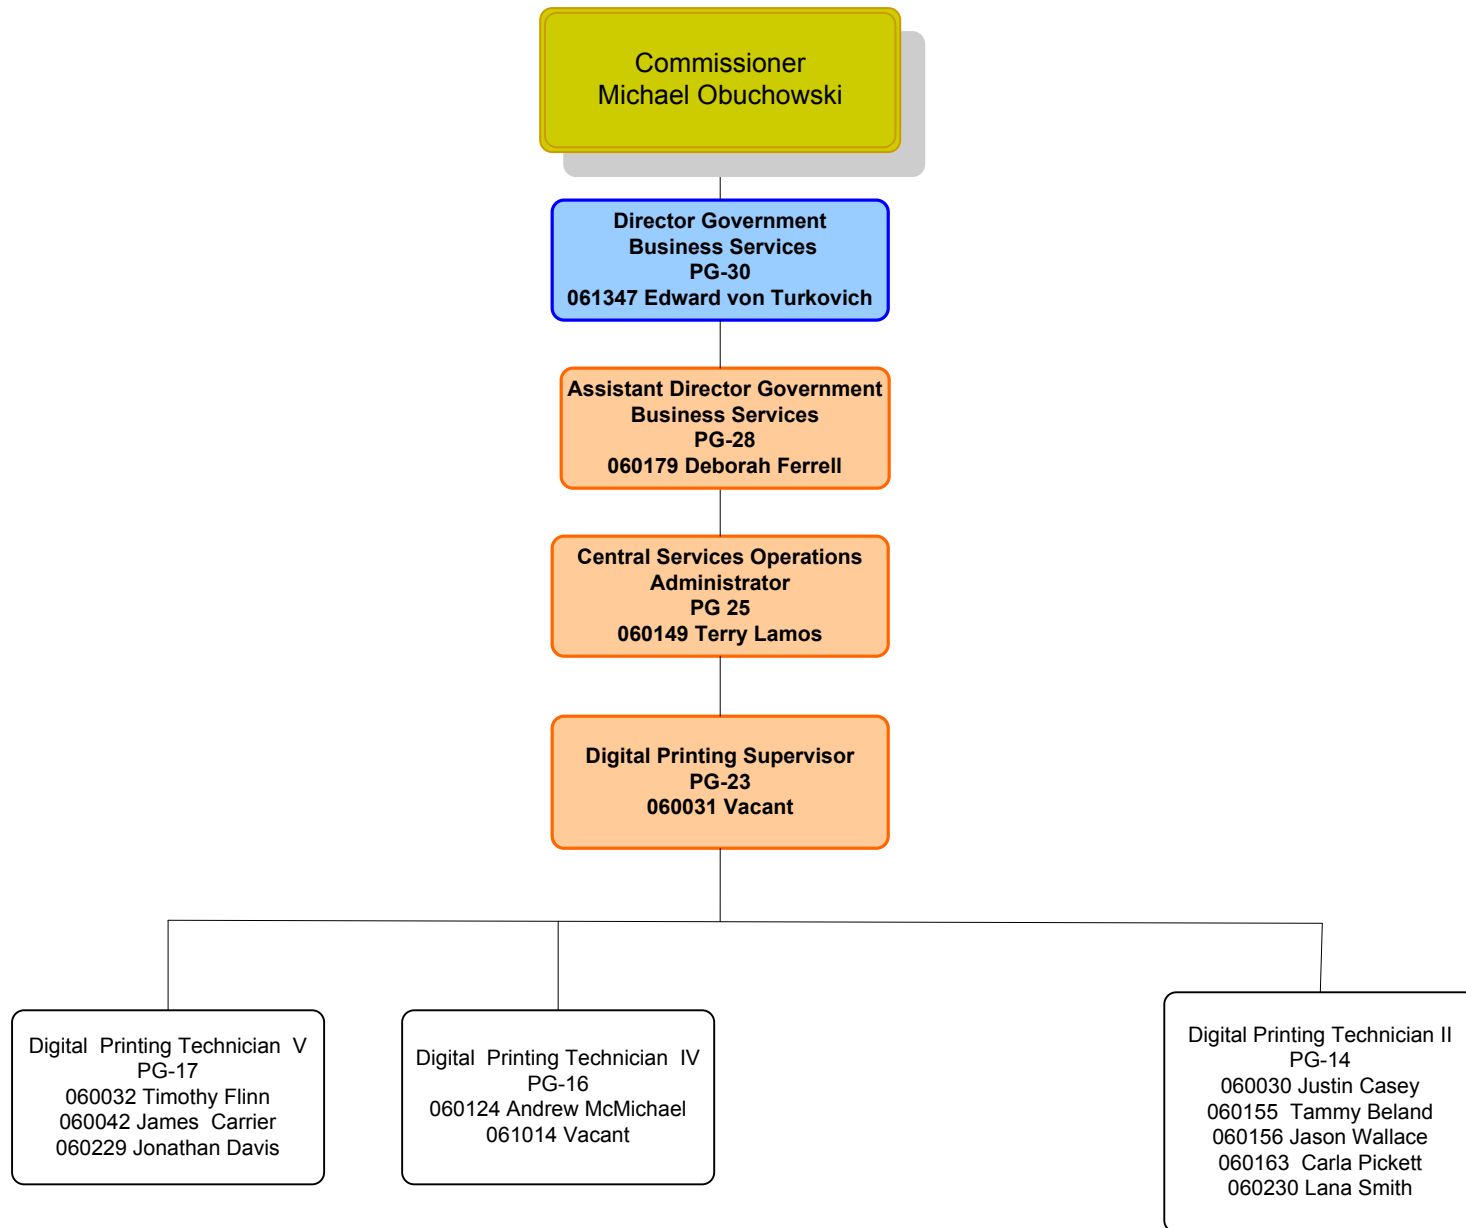 Commissioner
Michael Obuchowski
Director Government
Business Services
PG-30
061347 Edward von Turkovich
Assistant Director Government
Business Services
PG-28
060179 Deborah Ferrell
Central Services Operations
Administrator
PG 25
060149 Terry Lamos
Digital Printing Supervisor
PG-23
060031 Vacant
Digital Printing Technician V
PG-17
060032 Timothy Flinn
060042 James Carrier
060229 Jonathan Davis
Digital Printing Technician IV
PG-16
060124 Andrew McMichael
061014 Vacant
Digital Printing Technician II
PG-14
060030 Justin Casey
060155 Tammy Beland
060156 Jason Wallace
060163 Carla Pickett
060230 Lana Smith